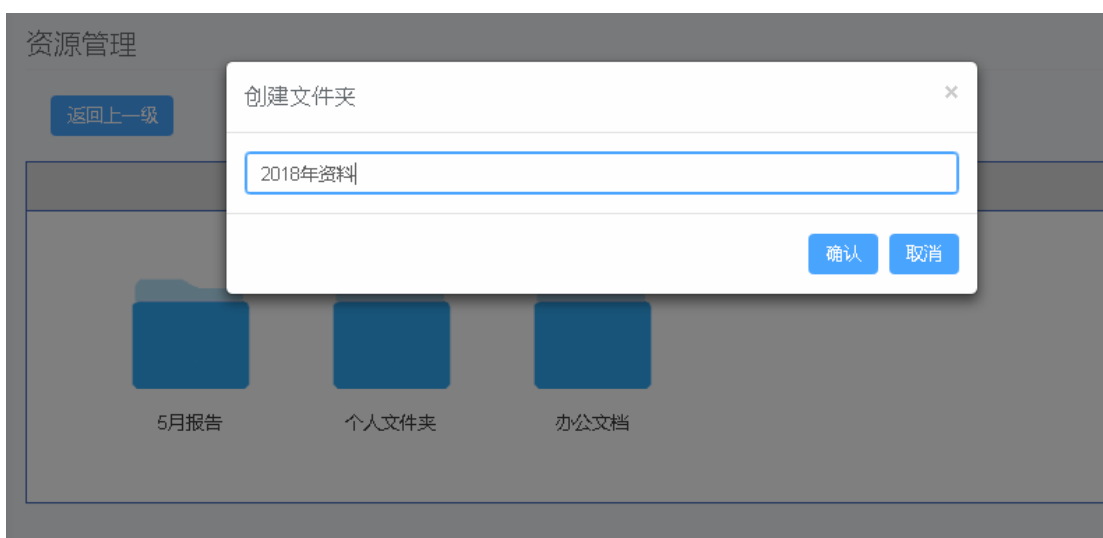 资源管理
创建文件夹
×
返回上一级
2018年资料
确认 取消
5月报告 个人文件夹 办公文档